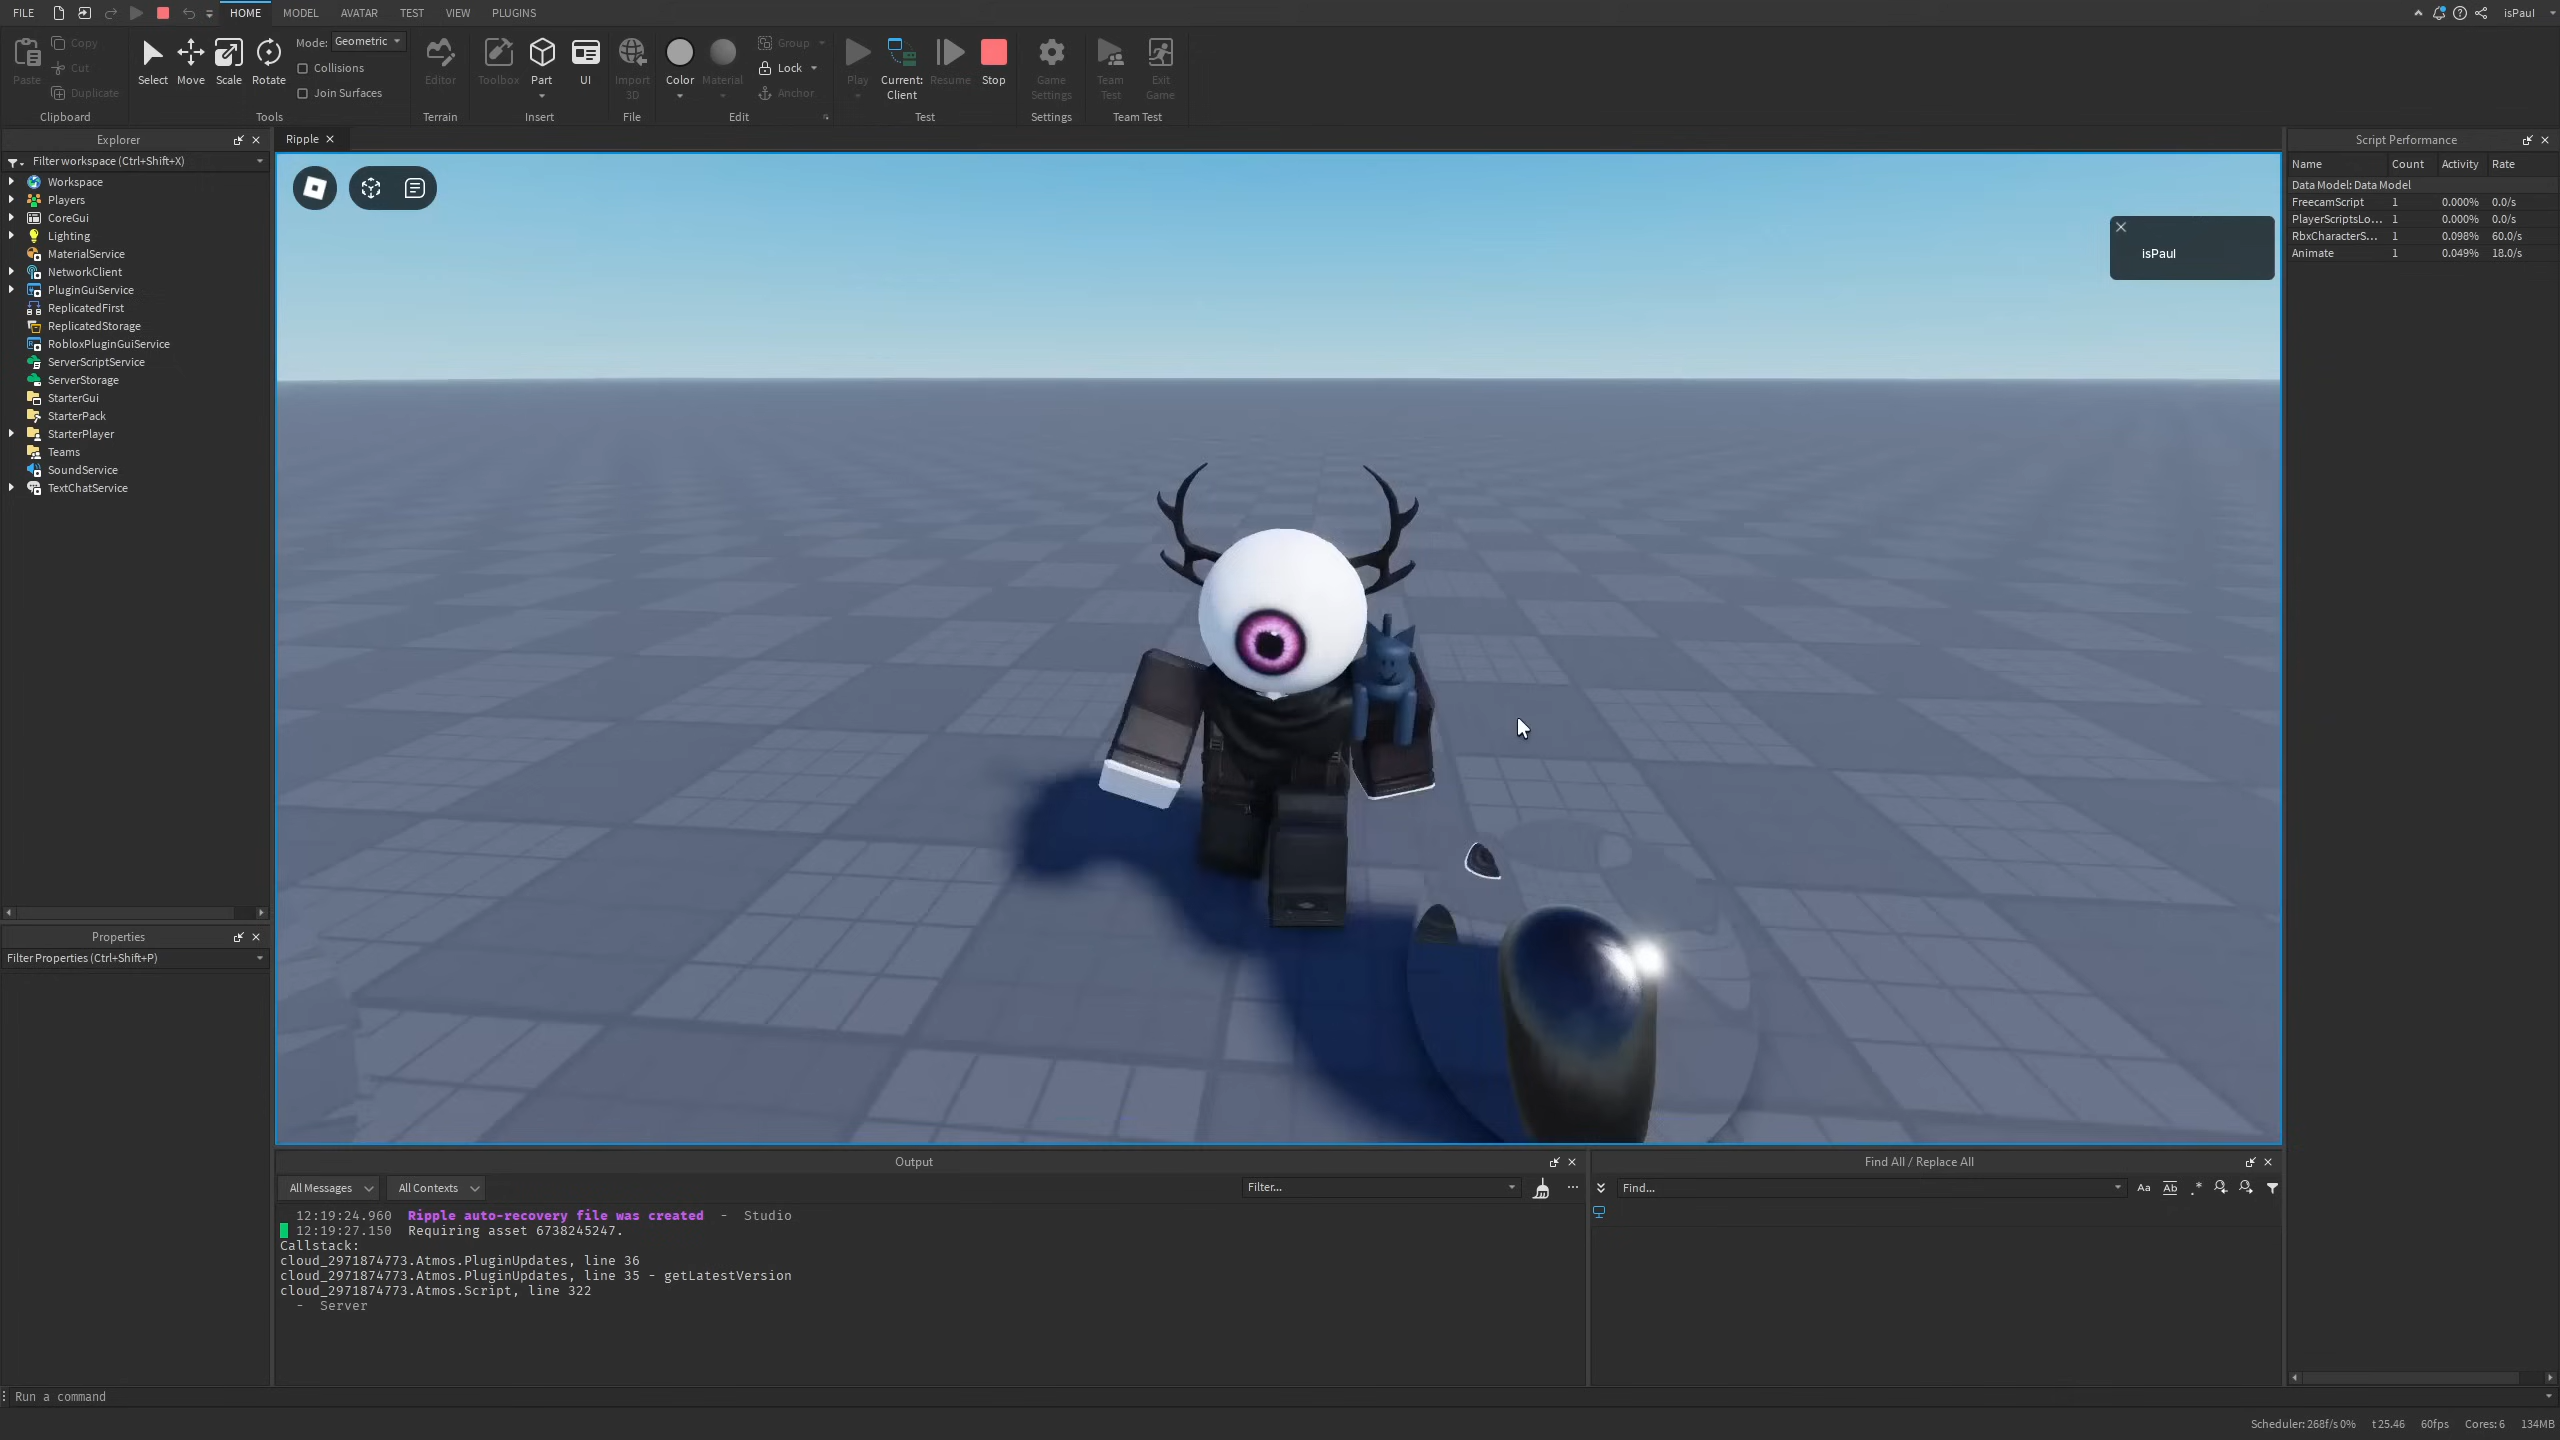 FILE
HOME
MODEL
AVATAR
TEST
VIEW
PLUGINS
isPaul
Paste
Copy
Cut
Duplicate
Clipboard
Select
Move
Scale
Rotate
Mode: Geometric
Collisions
Join Surfaces
Tools
Editor
Terrain
Toolbox
Part
UI
Insert
Import
3D
File
Color
Material
Group
Lock
Anchor
Edit
Play
Current:
Client
Resume
Stop
Test
Game
Settings
Settings
Team
Test
Exit
Game
Team Test
Explorer
Filter workspace (Ctrl+Shift+X)
Workspace
Players
CoreGui
Lighting
MaterialService
NetworkClient
PluginGuiService
ReplicatedFirst
ReplicatedStorage
RobloxPluginGuiService
ServerScriptService
ServerStorage
StarterGui
StarterPack
StarterPlayer
Teams
SoundService
TextChatService
Properties
Filter Properties (Ctrl+Shift+P)
Ripple
isPaul
Script Performance
Name Count Activity Rate
Data Model: Data Model
FreecamScript 1 0.000% 0.0/s
PlayerScriptsLo... 1 0.000% 0.0/s
RbxCharacterS... 1 0.098% 60.0/s
Animate 1 0.049% 18.0/s
Output
All Messages
All Contexts
Filter...
12:19:24.960 Ripple auto-recovery file was created - Studio
12:19:27.150 Requiring asset 6738245247.
Callstack:
cloud_2971874773.Atmos.PluginUpdates, line 36
cloud_2971874773.Atmos.PluginUpdates, line 35 - getLatestVersion
cloud_2971874773.Atmos.Script, line 322
- Server
Find All / Replace All
Find...
Aa
Ab
.*
Run a command
Scheduler: 268f/s 0% t 25.46 60fps Cores: 6 134MB